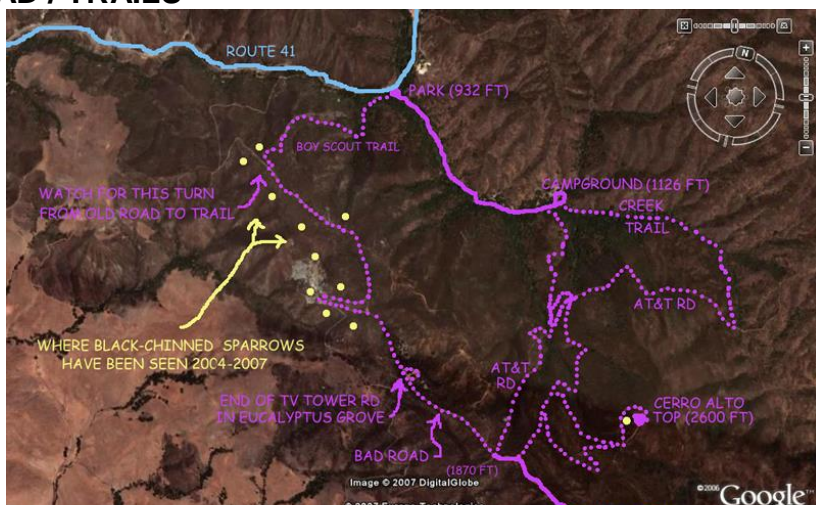 ROUTE 41
N
PARK (932 FT)
BOY SCOUT TRAIL
WATCH FOR THIS TURN
FROM OLD ROAD TO TRAIL
CAMPGROUND (1126 FT)
CREEK
TRAIL
AT&T RD
WHERE BLACK-CHINNED SPARROWS
HAVE BEEN SEEN 2004-2007
END OF TV TOWER RD
IN EUCALYPTUS GROVE
AT&T
RD
CERRO ALTO
TOP (2600 FT)
BAD ROAD
(1870 FT)
Image © 2007 DigitalGlobe
©2006 Google™